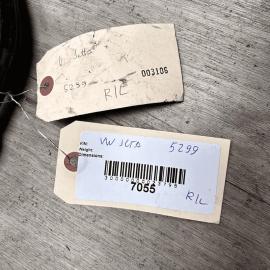 5299
003106
R/L
VIN: VW JETTA 5299
Height:
Dimensions:
7055
R/L